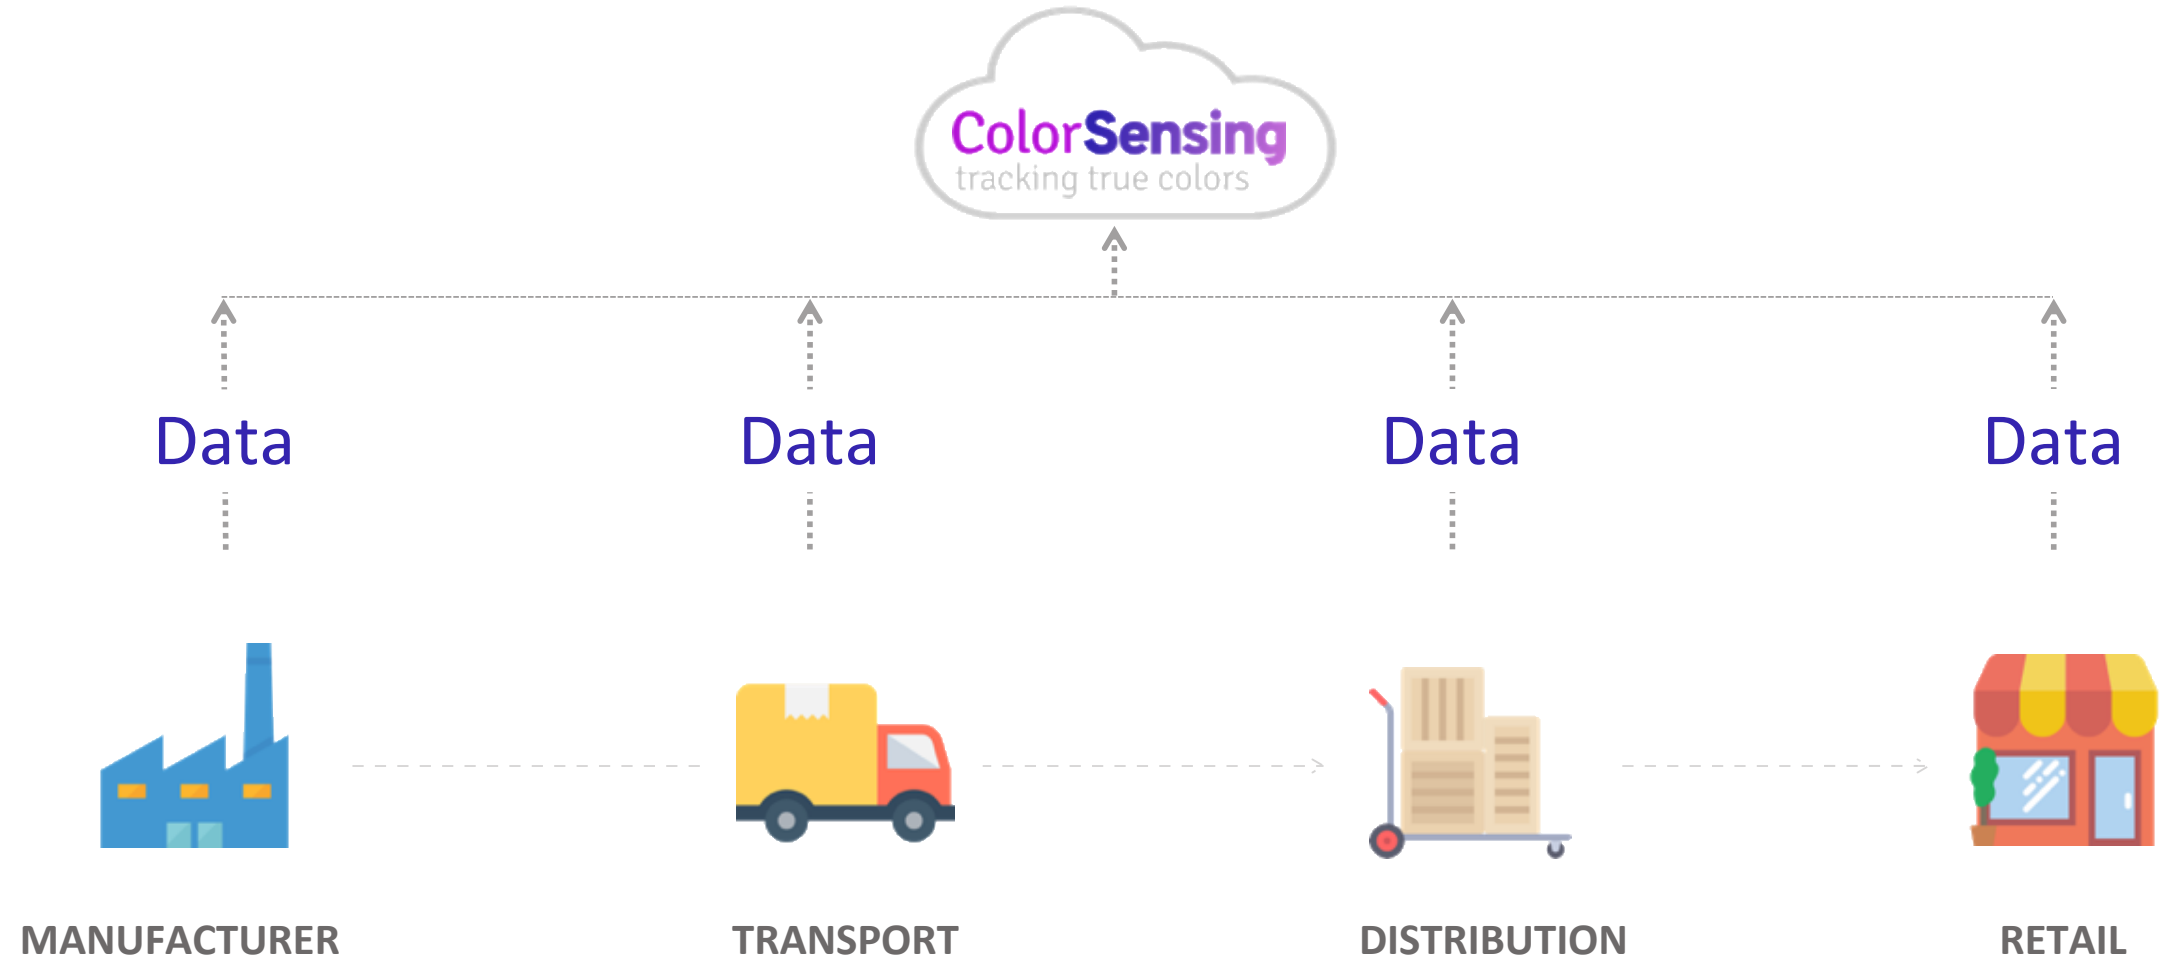 ColorSensing
tracking true colors
Data Data Data Data
MANUFACTURER TRANSPORT DISTRIBUTION RETAIL